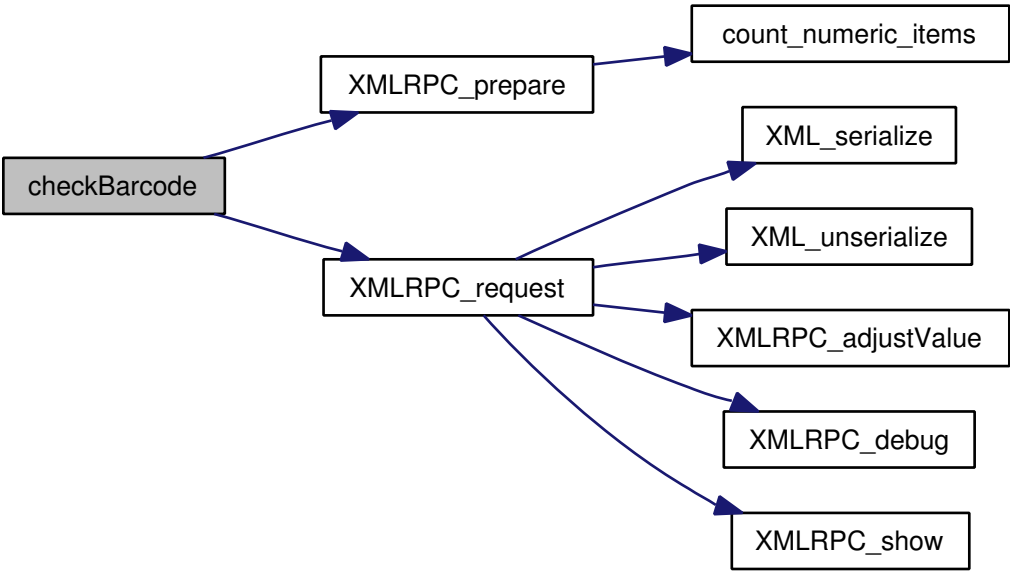 count_numeric_items
XMLRPC_prepare
XML_serialize
checkBarcode
XML_unserialize
XMLRPC_request
XMLRPC_adjustValue
XMLRPC_debug
XMLRPC_show